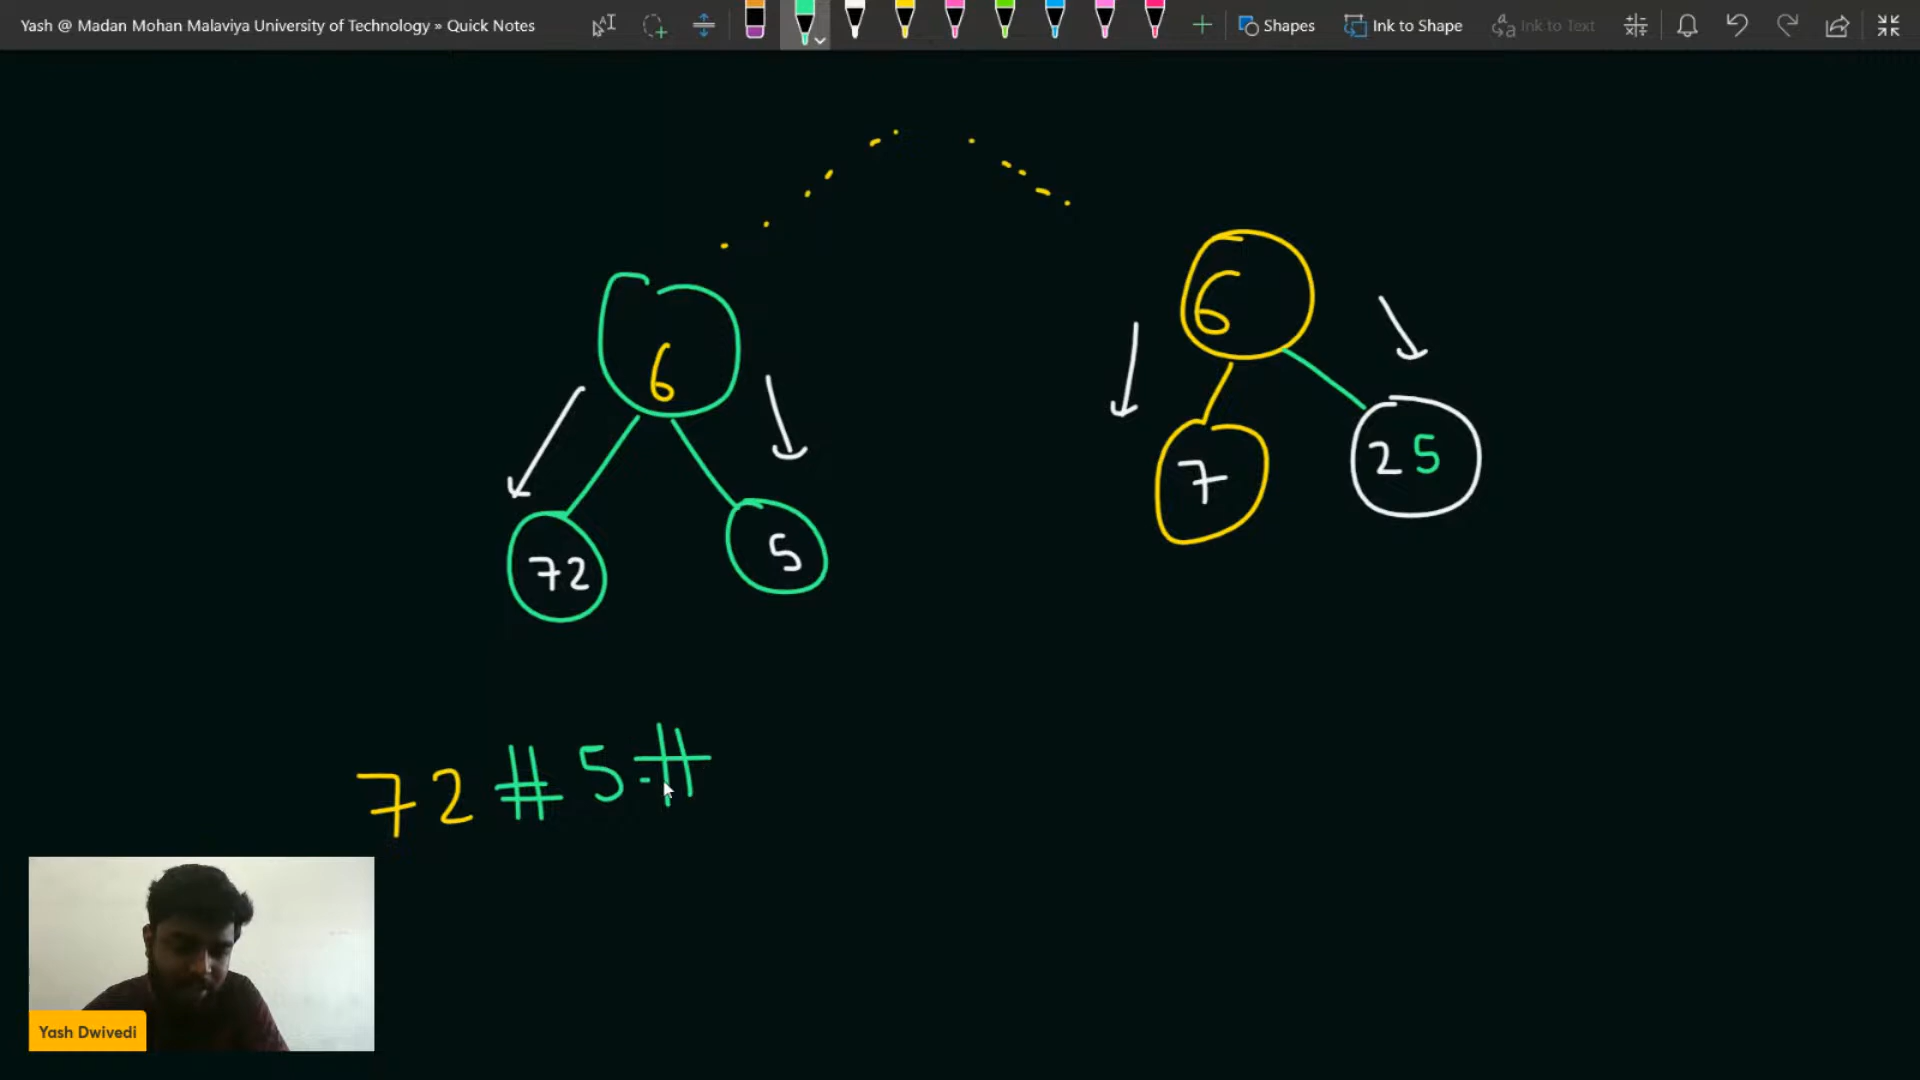 Yash @ Madan Mohan Malaviya University of Technology » Quick Notes
Shapes
Ink to Shape
Ink to Text
6
6
7
25
72
5
72#5#
Yash Dwivedi